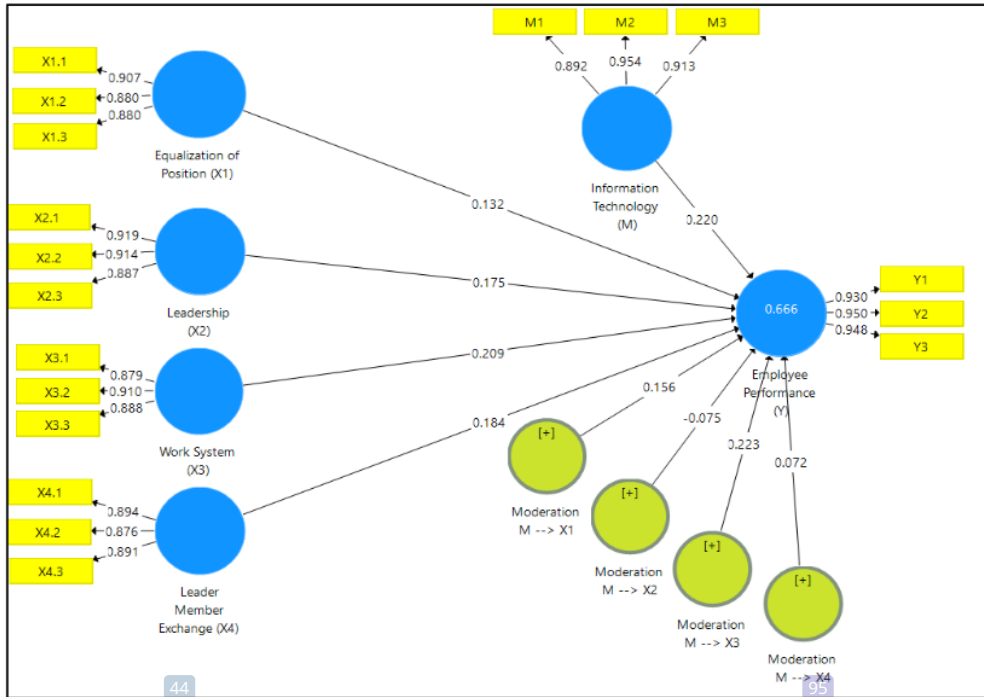 M1
M2
M3
0.892
0.954
0.913
Information
Technology
(M)
0.220
X1.1
X1.2
X1.3
0.907
0.880
0.880
Equalization of
Position (X1)
0.132
X2.1
X2.2
X2.3
0.919
0.914
0.887
Leadership
(X2)
0.175
X3.1
X3.2
X3.3
0.879
0.910
0.888
Work System
(X3)
0.209
X4.1
X4.2
X4.3
0.894
0.876
0.891
Leader
Member
Exchange (X4)
0.184
0.666
Employee
Performance
(Y)
0.930
0.950
0.948
Y1
Y2
Y3
0.156
[+]
Moderation
M --> X1
-0.075
[+]
Moderation
M --> X2
0.223
[+]
Moderation
M --> X3
0.072
[+]
Moderation
M --> X4
44
95